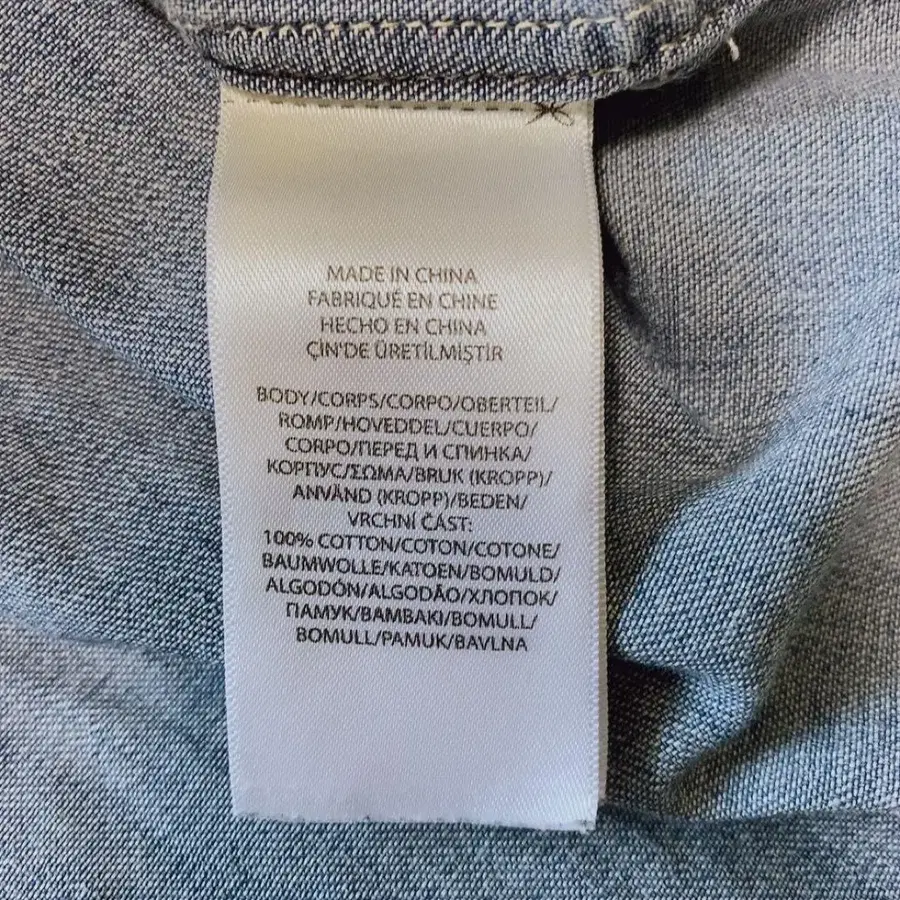 MADE IN CHINA
FABRIQUÉ EN CHINE
HECHO EN CHINA
ÇIN'DE ÜRETİLMİŞTİR
BODY/CORPS/CORPO/OBERTEIL/
ROMP/HOVEDDEL/CUERPO/
CORPO/ПЕРЕД И СПИНКА/
КОРПУС/ΣΩΜΑ/BRUK (KROPP)/
ANVÄND (KROPP)/BEDEN/
VRCHNÍ ČÁST:
100% COTTON/COTON/COTONE/
BAUMWOLLE/KATOEN/BOMULD/
ALGODÓN/ALGODÃO/ХЛОПОК/
ПАМУК/ΒΑΜΒΑΚΙ/BOMULL/
BOMULL/PAMUK/BAVLNA